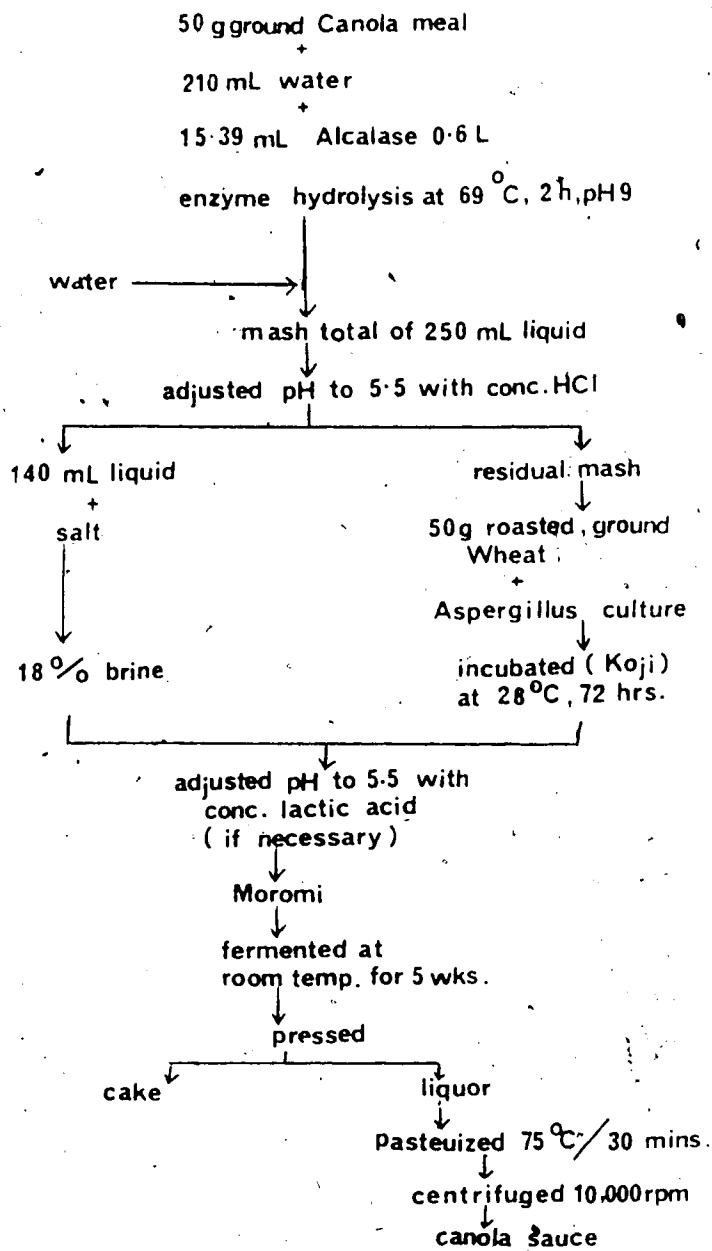 50 g ground Canola meal
+
210 mL water
+
15·39 mL Alcalase 0·6 L
enzyme hydrolysis at 69 °C, 2h, pH 9
water
mash total of 250 mL liquid
adjusted pH to 5·5 with conc. HCl
140 mL liquid
+
salt
18% brine
residual mash
50g roasted, ground
Wheat
+
Aspergillus culture
incubated ( Koji )
at 28°C, 72 hrs.
adjusted pH to 5·5 with
conc. lactic acid
( if necessary )
Moromi
fermented at
room temp. for 5 wks.
pressed
cake
liquor
Pasteuized 75°C/30 mins.
centrifuged 10,000rpm
canola sauce